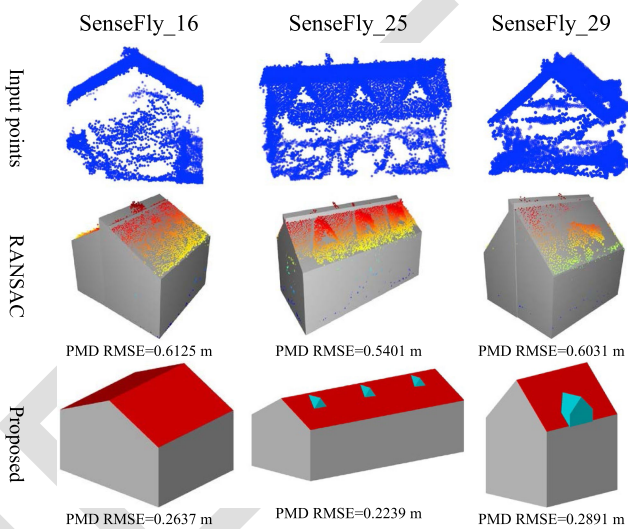 SenseFly_16 SenseFly_25 SenseFly_29
Input points
RANSAC
PMD RMSE=0.6125 m PMD RMSE=0.5401 m PMD RMSE=0.6031 m
Proposed
PMD RMSE=0.2637 m PMD RMSE=0.2239 m PMD RMSE=0.2891 m